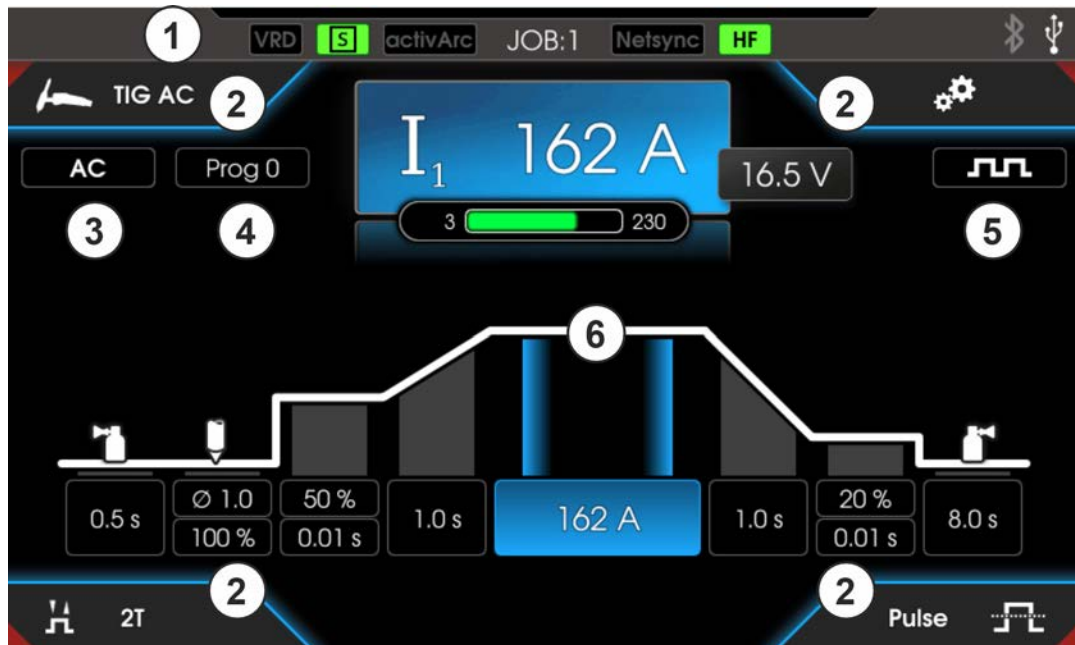 1
VRD S activArc JOB:1 Netsync HF
TIG AC 2
2
AC Prog 0
I1 162 A
16.5 V
3 230
3 4
5
6
0.5 s
Ø 1.0
100 %
50 %
0.01 s
1.0 s
162 A
1.0 s
20 %
0.01 s
8.0 s
2
2
2T
Pulse